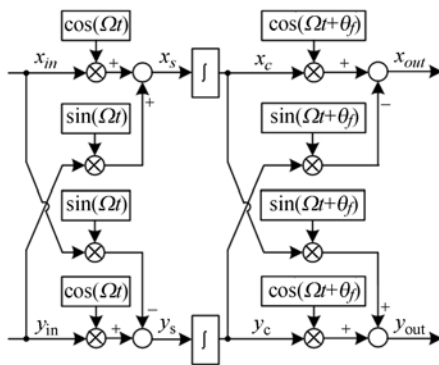 cos(Ωt) cos(Ωt+θf)
xin + xs ∫ xc + xout
+ −
sin(Ωt) sin(Ωt+θf)
sin(Ωt) sin(Ωt+θf)
cos(Ωt) cos(Ωt+θf)
− +
yin + ys ∫ yc + yout